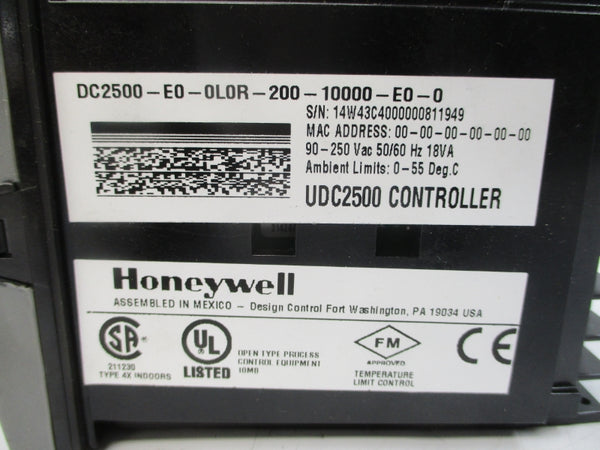 DC2500-E0-0L0R-200-10000-E0-0
S/N: 14W43C4000000811949
MAC ADDRESS: 00-00-00-00-00-00
90-250 Vac 50/60 Hz 18VA
Ambient Limits: 0-55 Deg.C
UDC2500 CONTROLLER
Honeywell
ASSEMBLED IN MEXICO - Design Control Fort Washington, PA 19034 USA
SA
211230
TYPE 4X INDOORS
UL
LISTED
OPEN TYPE PROCESS
CONTROL EQUIPMENT
10MD
FM
APPROVED
TEMPERATURE
LIMIT CONTROL
CE